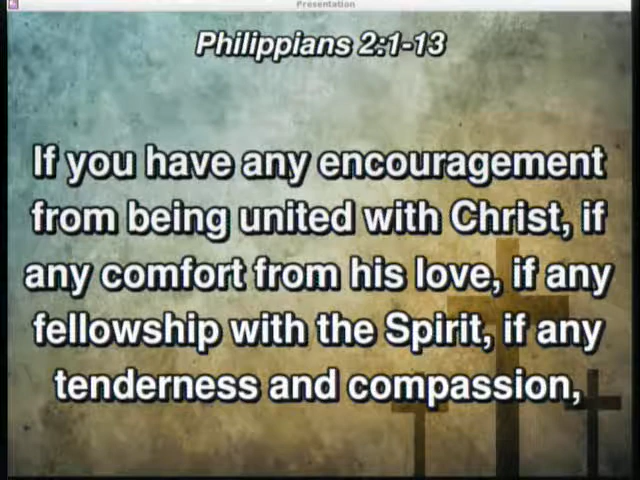 Presentation
Philippians 2:1-13
If you have any encouragement
from being united with Christ, if
any comfort from his love, if any
fellowship with the Spirit, if any
tenderness and compassion,